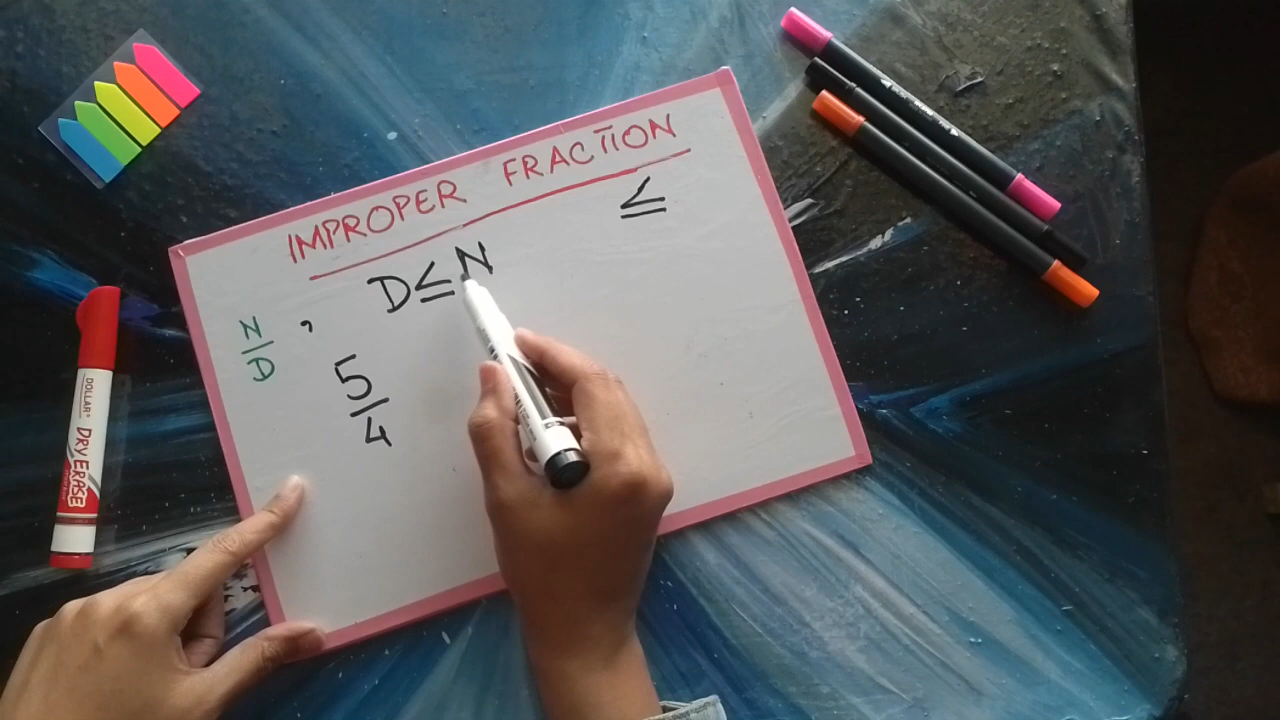 IMPROPER FRACTION
≤
D≤N
N/D ,
5/4
DOLLAR®
DRY ERASE